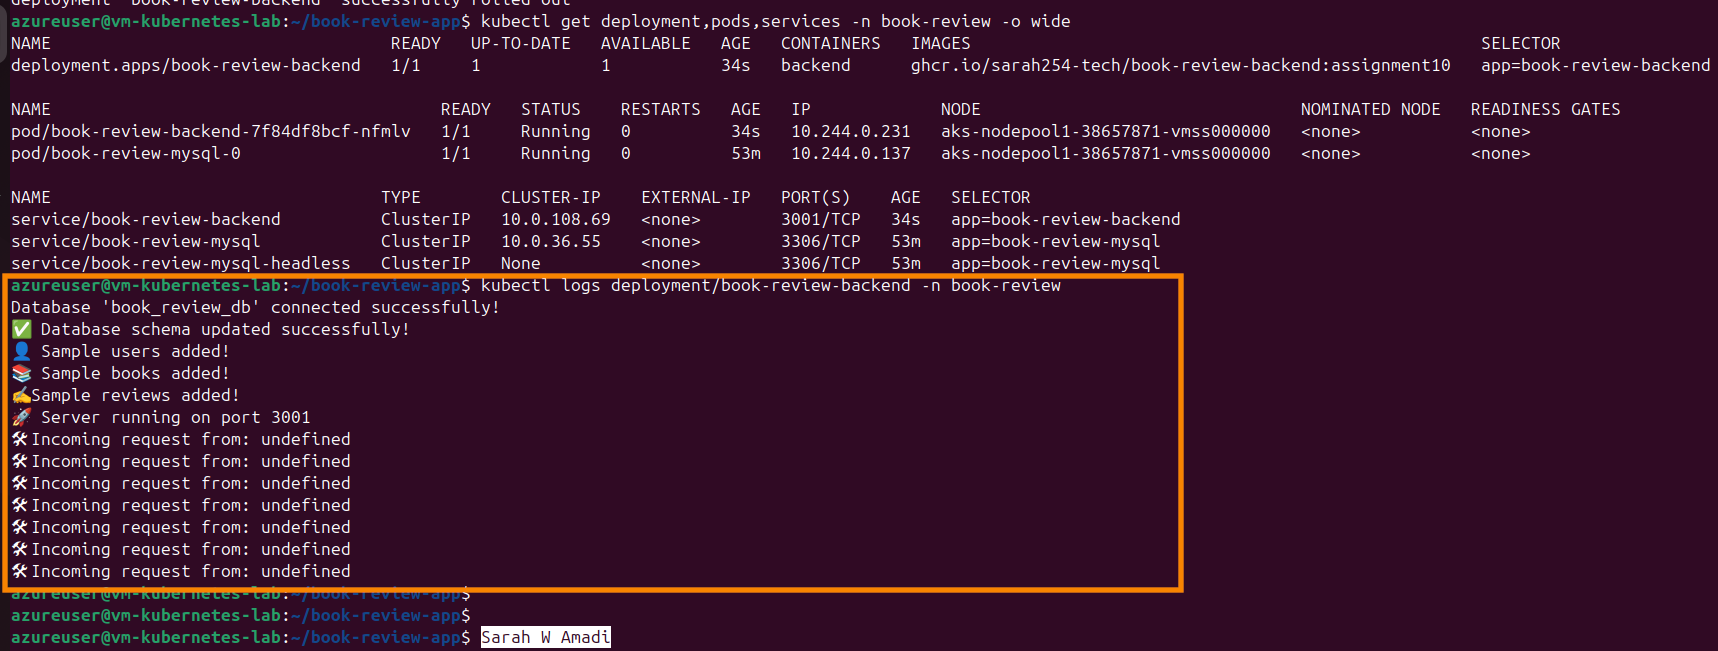 deployment "book-review-backend" successfully rolled out
azureuser@vm-kubernetes-lab:~/book-review-app$ kubectl get deployment,pods,services -n book-review -o wide
NAME READY UP-TO-DATE AVAILABLE AGE CONTAINERS IMAGES SELECTOR
deployment.apps/book-review-backend 1/1 1 1 34s backend ghcr.io/sarah254-tech/book-review-backend:assignment10 app=book-review-backend
NAME READY STATUS RESTARTS AGE IP NODE NOMINATED NODE READINESS GATES
pod/book-review-backend-7f84df8bcf-nfmlv 1/1 Running 0 34s 10.244.0.231 aks-nodepool1-38657871-vmss000000 <none> <none>
pod/book-review-mysql-0 1/1 Running 0 53m 10.244.0.137 aks-nodepool1-38657871-vmss000000 <none> <none>
NAME TYPE CLUSTER-IP EXTERNAL-IP PORT(S) AGE SELECTOR
service/book-review-backend ClusterIP 10.0.108.69 <none> 3001/TCP 34s app=book-review-backend
service/book-review-mysql ClusterIP 10.0.36.55 <none> 3306/TCP 53m app=book-review-mysql
service/book-review-mysql-headless ClusterIP None <none> 3306/TCP 53m app=book-review-mysql
azureuser@vm-kubernetes-lab:~/book-review-app$ kubectl logs deployment/book-review-backend -n book-review
Database 'book_review_db' connected successfully!
✅ Database schema updated successfully!
👤 Sample users added!
📚 Sample books added!
✍️Sample reviews added!
🚀 Server running on port 3001
🛠️Incoming request from: undefined
🛠️Incoming request from: undefined
🛠️Incoming request from: undefined
🛠️Incoming request from: undefined
🛠️Incoming request from: undefined
🛠️Incoming request from: undefined
🛠️Incoming request from: undefined
azureuser@vm-kubernetes-lab:~/book-review-app$
azureuser@vm-kubernetes-lab:~/book-review-app$
azureuser@vm-kubernetes-lab:~/book-review-app$ Sarah W Amadi